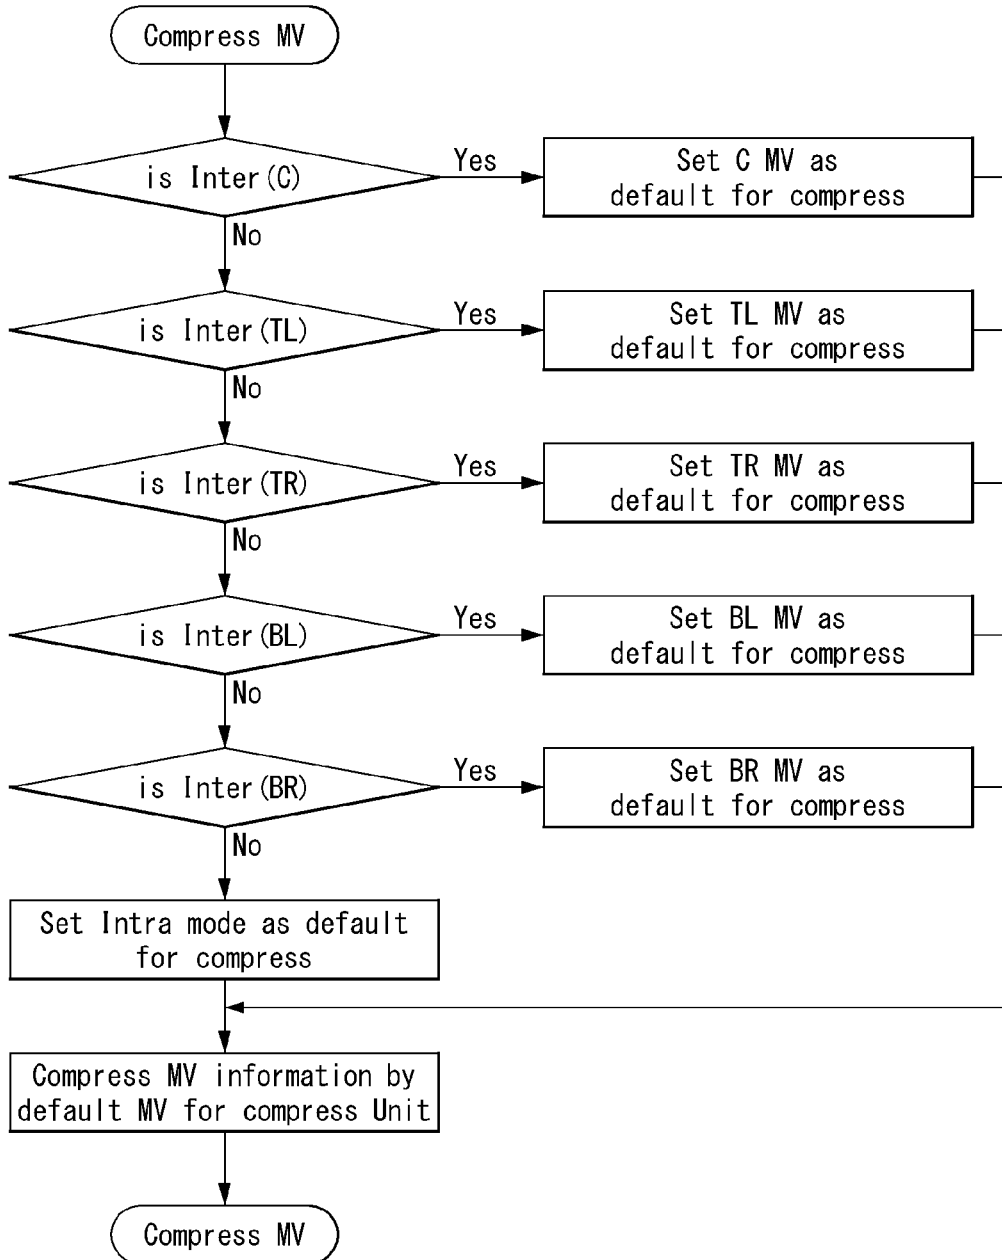 Compress MV
is Inter(C)
Yes
Set C MV as
default for compress
No
is Inter(TL)
Yes
Set TL MV as
default for compress
No
is Inter(TR)
Yes
Set TR MV as
default for compress
No
is Inter(BL)
Yes
Set BL MV as
default for compress
No
is Inter(BR)
Yes
Set BR MV as
default for compress
No
Set Intra mode as default
for compress
Compress MV information by
default MV for compress Unit
Compress MV